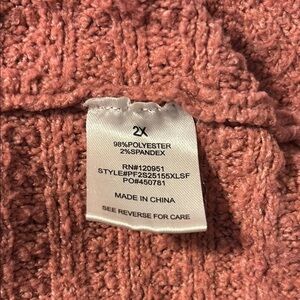 2X
98%POLYESTER
2%SPANDEX
RN#120951
STYLE#PF2S25155XLSF
PO#450781
MADE IN CHINA
SEE REVERSE FOR CARE